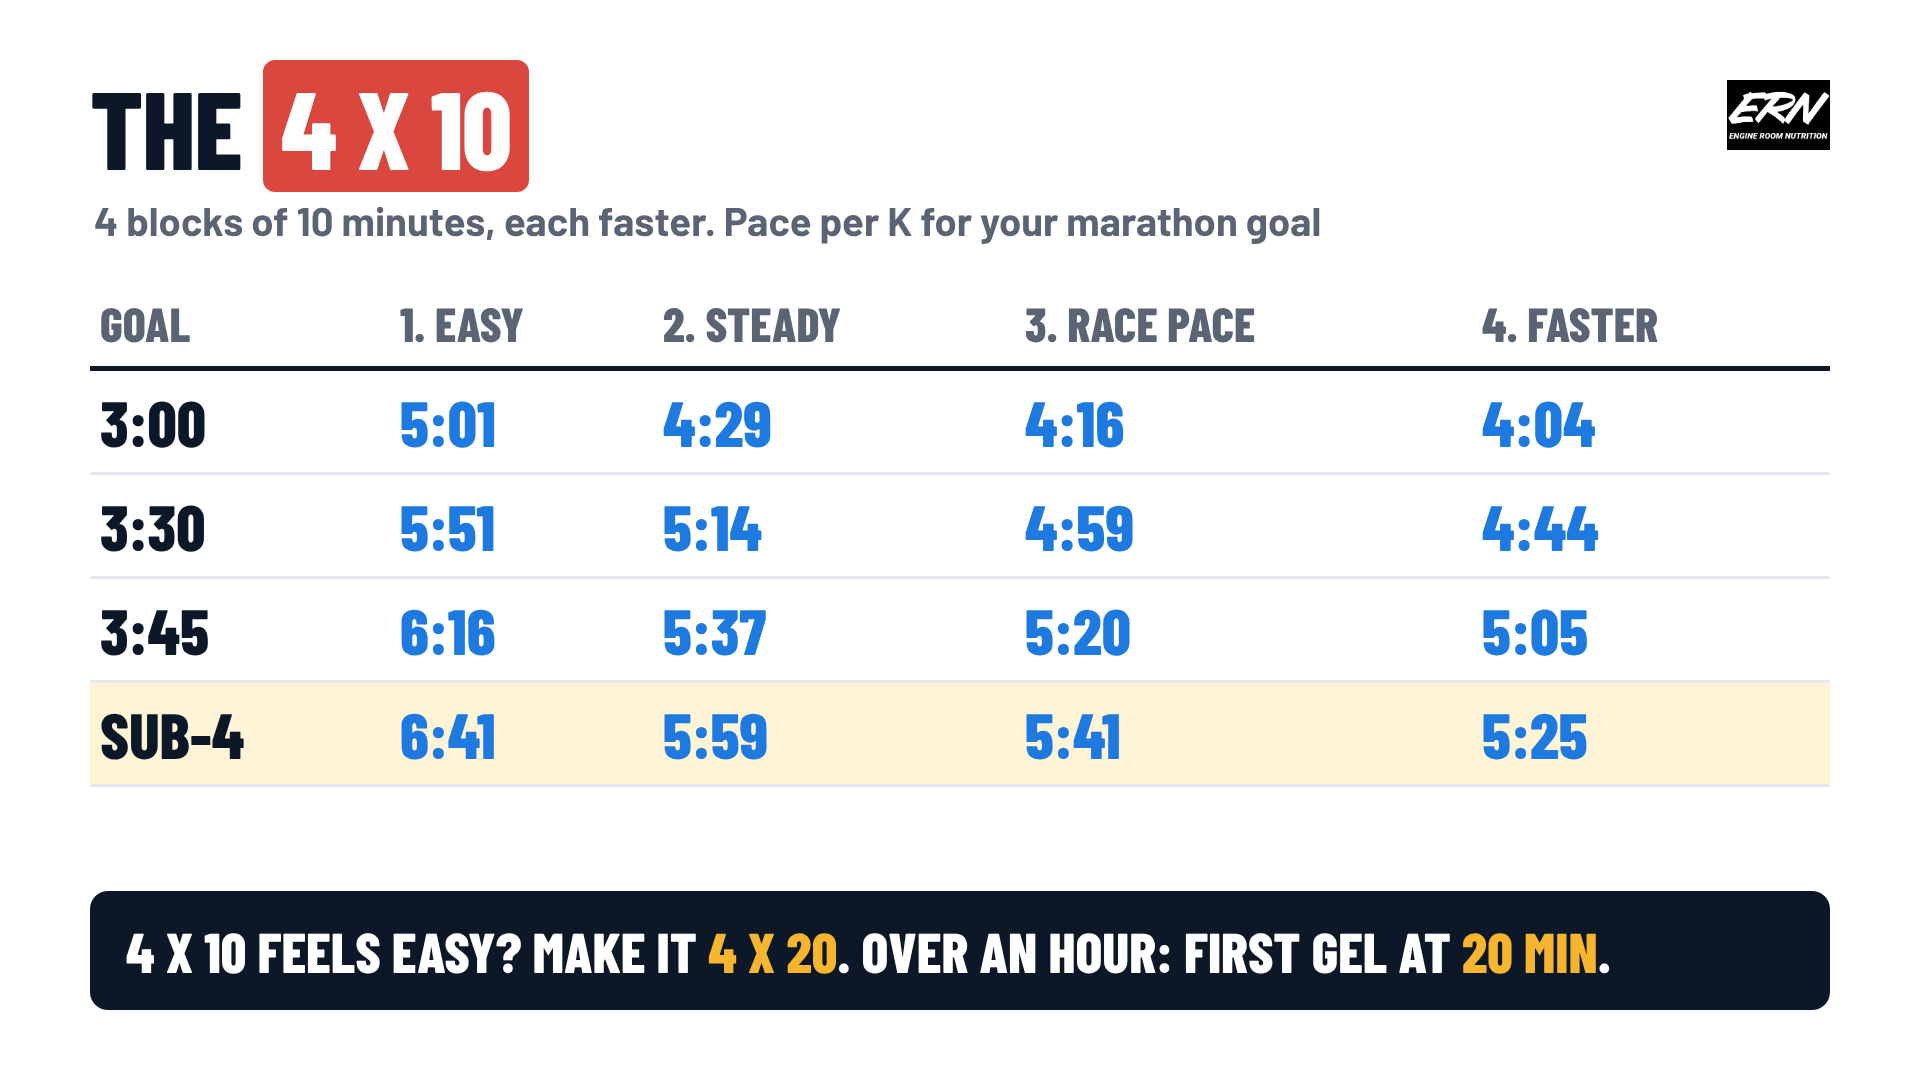 THE 4 X 10
ERN
ENGINE ROOM NUTRITION
4 blocks of 10 minutes, each faster. Pace per K for your marathon goal
GOAL 1. EASY 2. STEADY 3. RACE PACE 4. FASTER
3:00 5:01 4:29 4:16 4:04
3:30 5:51 5:14 4:59 4:44
3:45 6:16 5:37 5:20 5:05
SUB-4 6:41 5:59 5:41 5:25
4 X 10 FEELS EASY? MAKE IT 4 X 20. OVER AN HOUR: FIRST GEL AT 20 MIN.